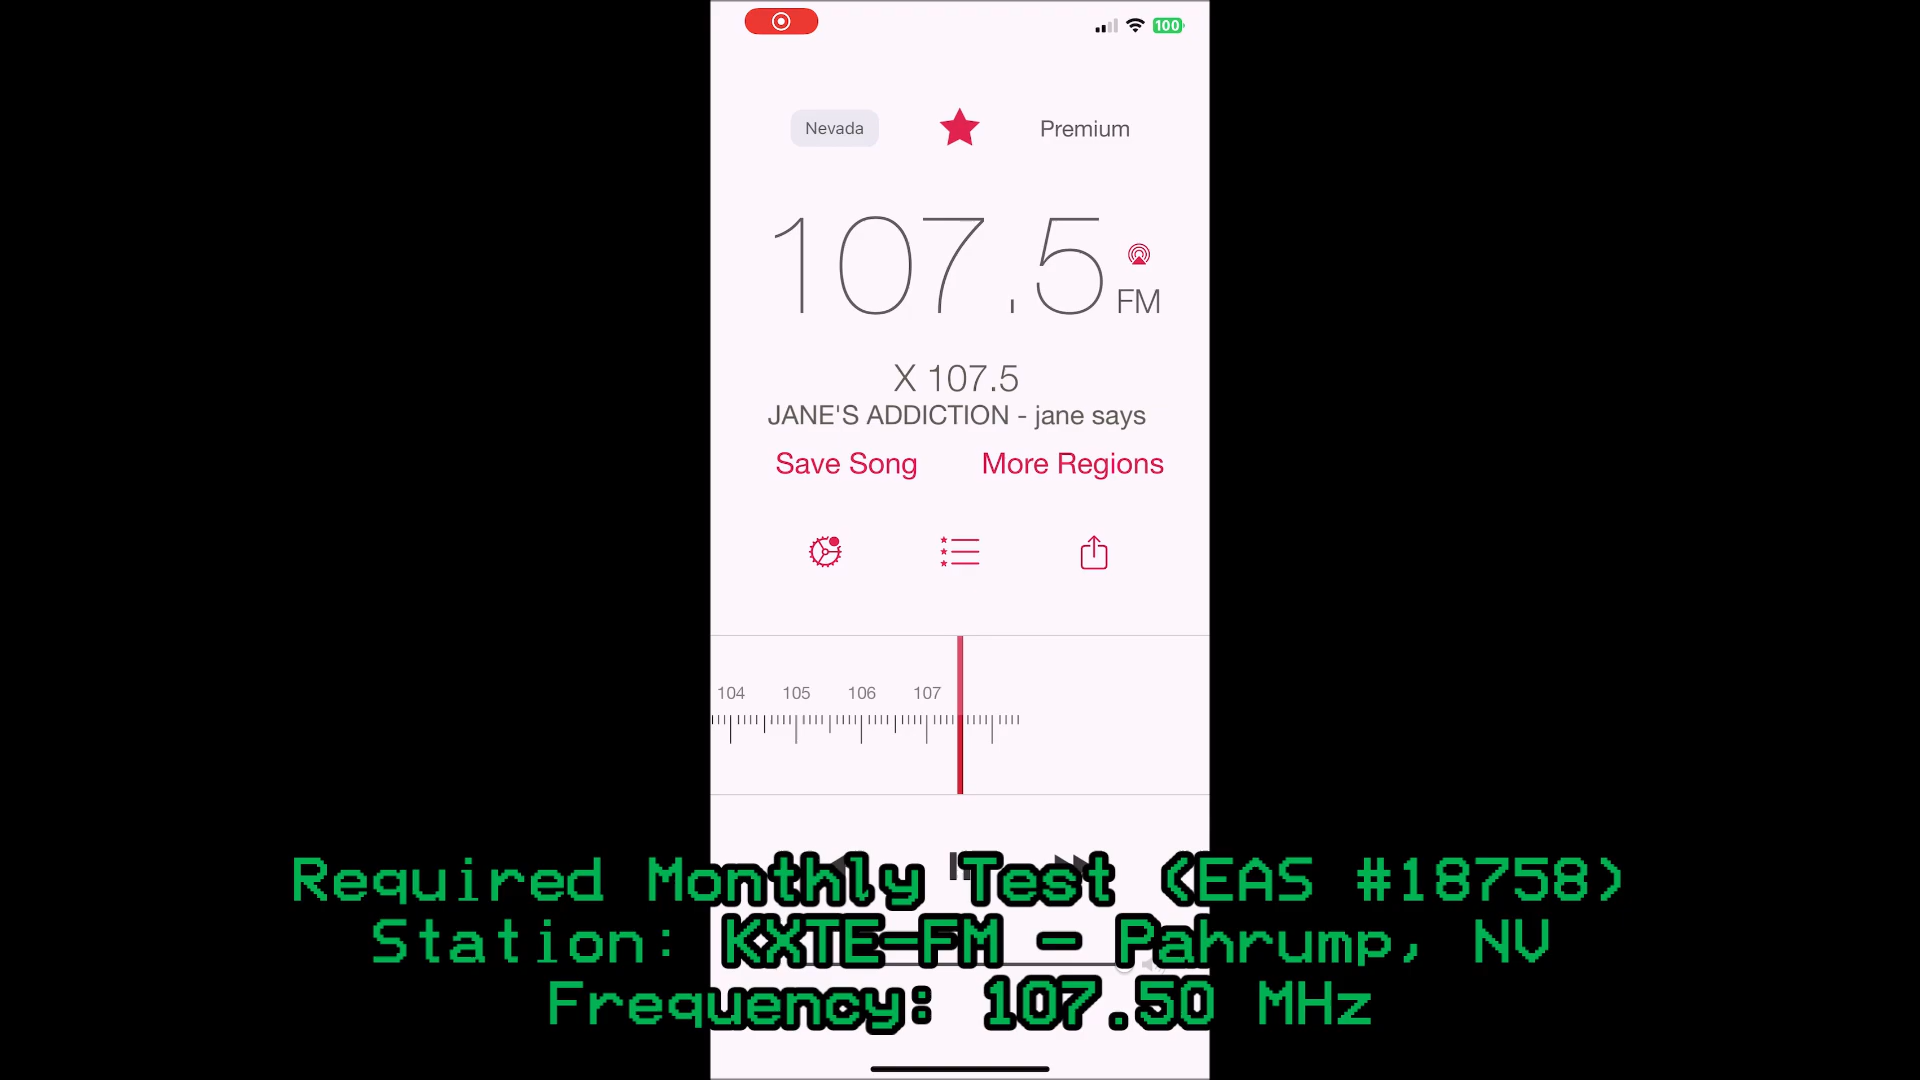 100
Nevada
Premium
107.5
FM
X 107.5
JANE'S ADDICTION - jane says
Save Song
More Regions
104 105 106 107
Required Monthly Test (EAS #18758)
Station: KXTE-FM - Pahrump, NV
Frequency: 107.50 MHz